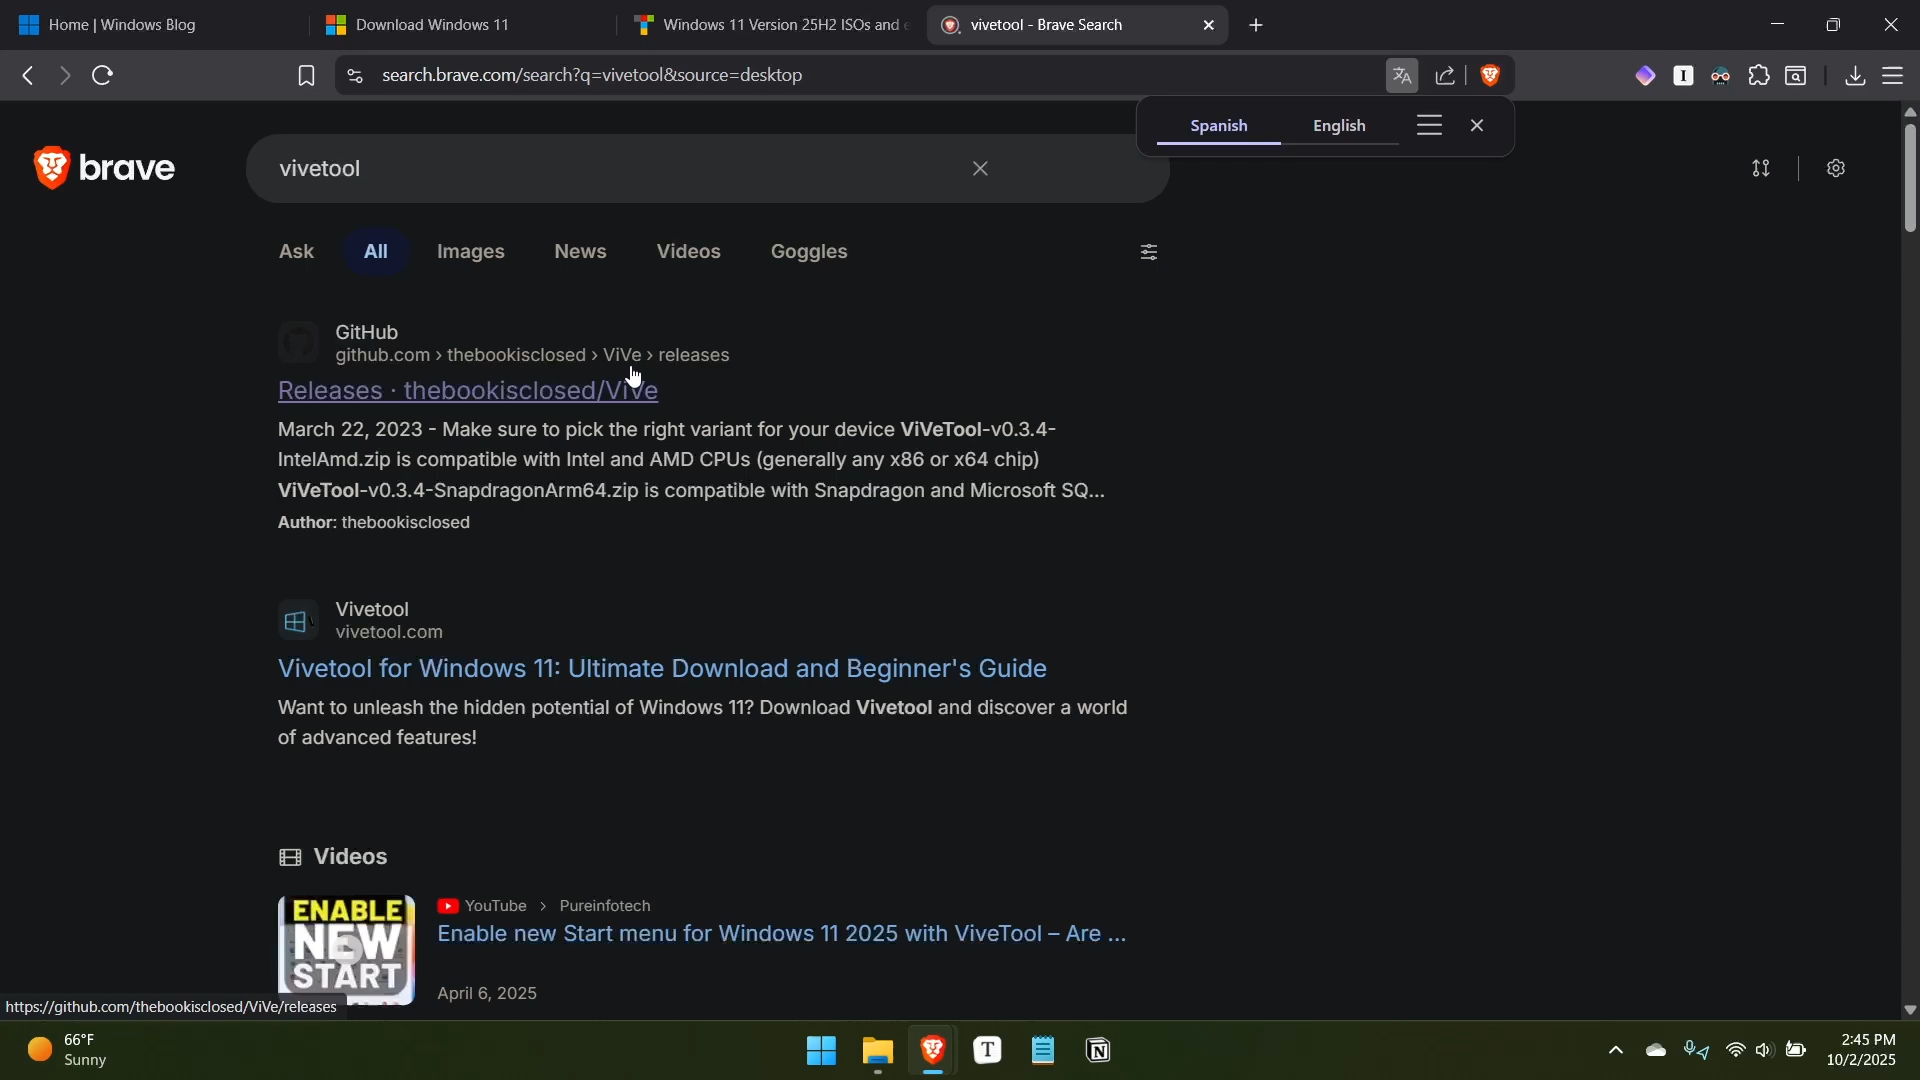 Home | Windows Blog
Download Windows 11
Windows 11 Version 25H2 ISOs and e
vivetool - Brave Search
search.brave.com/search?q=vivetool&source=desktop
Spanish
English
brave
vivetool
Ask
All
Images
News
Videos
Goggles
GitHub
github.com › thebookisclosed › ViVe › releases
Releases · thebookisclosed/ViVe
March 22, 2023 - Make sure to pick the right variant for your device ViVeTool-v0.3.4-
IntelAmd.zip is compatible with Intel and AMD CPUs (generally any x86 or x64 chip)
ViVeTool-v0.3.4-SnapdragonArm64.zip is compatible with Snapdragon and Microsoft SQ...
Author: thebookisclosed
Vivetool
vivetool.com
Vivetool for Windows 11: Ultimate Download and Beginner's Guide
Want to unleash the hidden potential of Windows 11? Download Vivetool and discover a world
of advanced features!
Videos
ENABLE
NEW
START
YouTube › Pureinfotech
Enable new Start menu for Windows 11 2025 with ViveTool – Are ...
April 6, 2025
https://github.com/thebookisclosed/ViVe/releases
66°F
Sunny
2:45 PM
10/2/2025